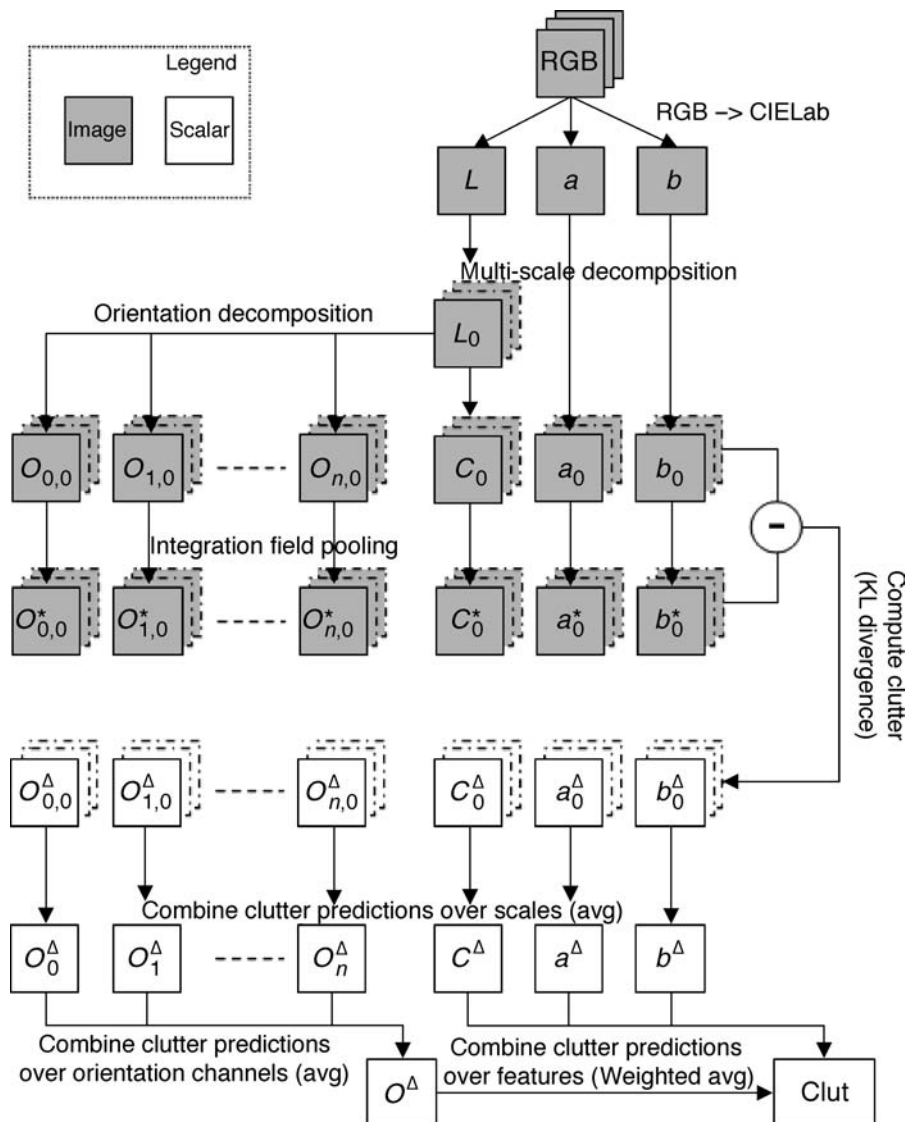 Legend
Image
Scalar
RGB
RGB –> CIELab
L
a
b
Multi-scale decomposition
Orientation decomposition
L0
O0,0
O1,0
On,0
C0
a0
b0
–
Integration field pooling
O*0,0
O*1,0
O*n,0
C*0
a*0
b*0
Compute clutter
(KL divergence)
OΔ0,0
OΔ1,0
OΔn,0
CΔ0
aΔ0
bΔ0
Combine clutter predictions over scales (avg)
OΔ0
OΔ1
OΔn
CΔ
aΔ
bΔ
Combine clutter predictions
over orientation channels (avg)
OΔ
Combine clutter predictions
over features (Weighted avg)
Clut